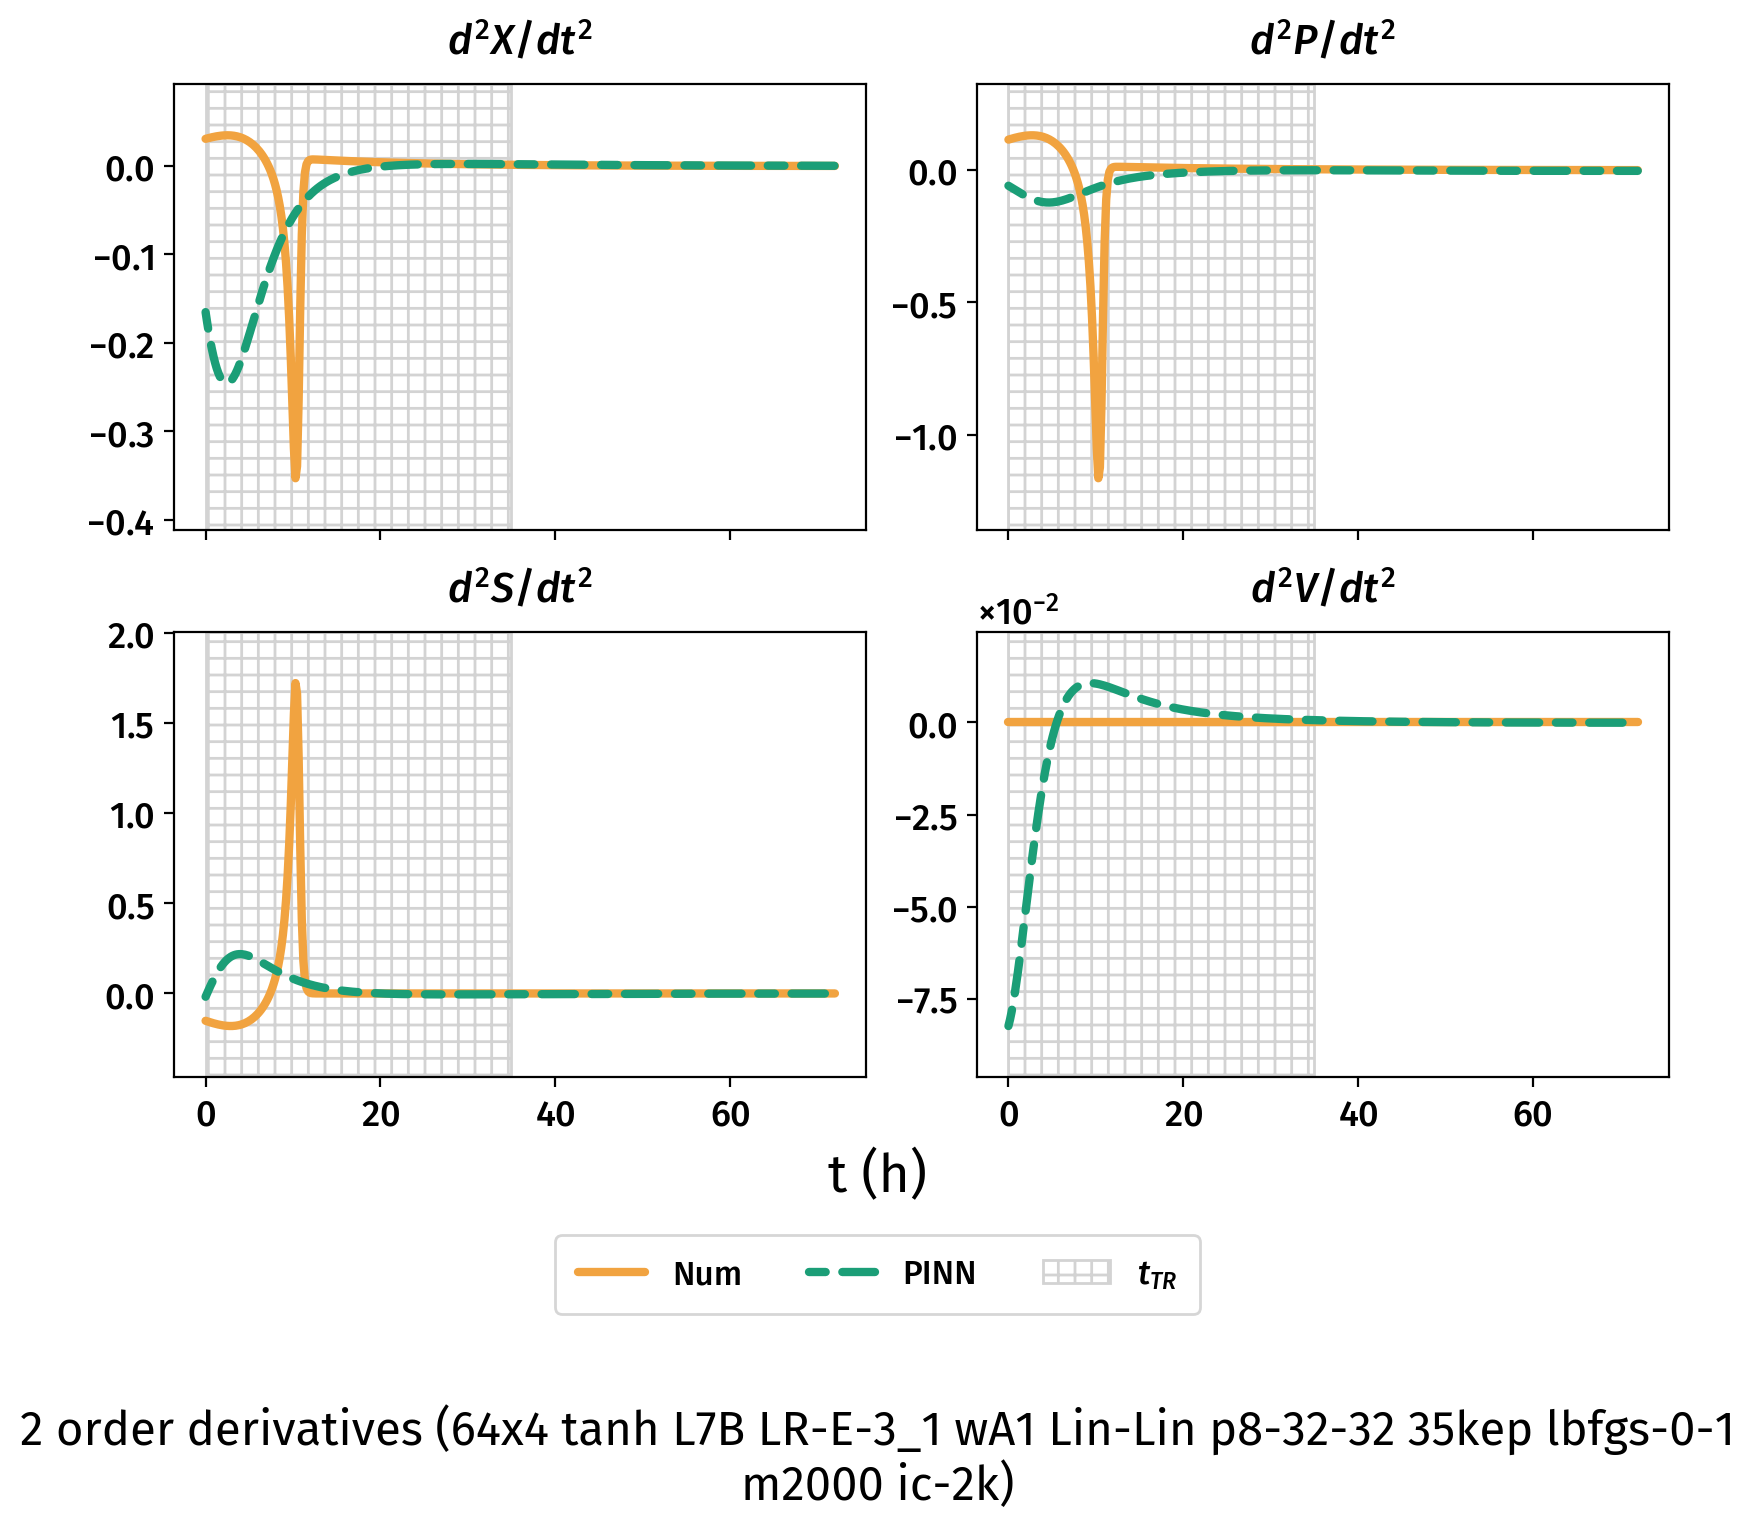 d²X/dt²
d²P/dt²
0.0
−0.1
−0.2
−0.3
−0.4
0.0
−0.5
−1.0
d²S/dt²
d²V/dt²
×10⁻²
2.0
1.5
1.0
0.5
0.0
0.0
−2.5
−5.0
−7.5
0 20 40 60
0 20 40 60
t (h)
Num PINN t_TR
2 order derivatives (64x4 tanh L7B LR-E-3_1 wA1 Lin-Lin p8-32-32 35kep lbfgs-0-1
m2000 ic-2k)